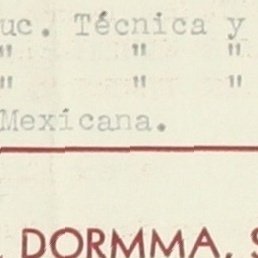 uc. Técnica y
" " "
" " "
Mexicana.
DORMMA, S